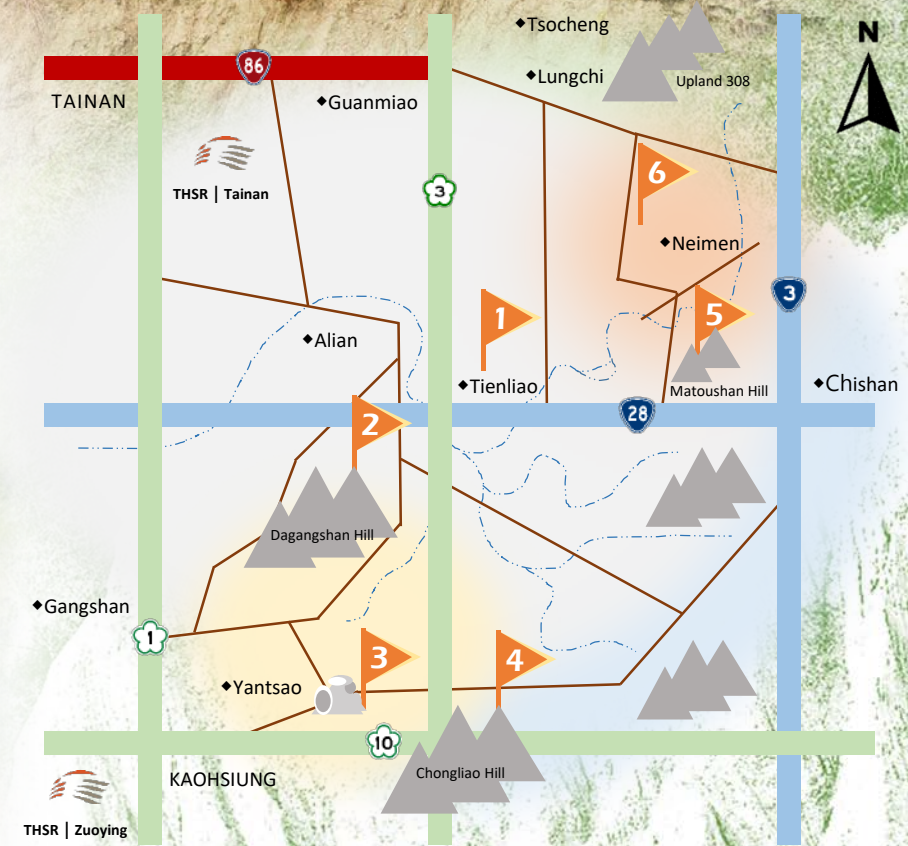 Tsocheng
N
86
Lungchi
Upland 308
TAINAN
Guanmiao
THSR | Tainan
3
6
Neimen
3
1
5
Alian
Tienliao
Matoushan Hill
Chishan
28
2
Dagangshan Hill
Gangshan
1
3
4
Yantsao
10
KAOHSIUNG
Chongliao Hill
THSR | Zuoying